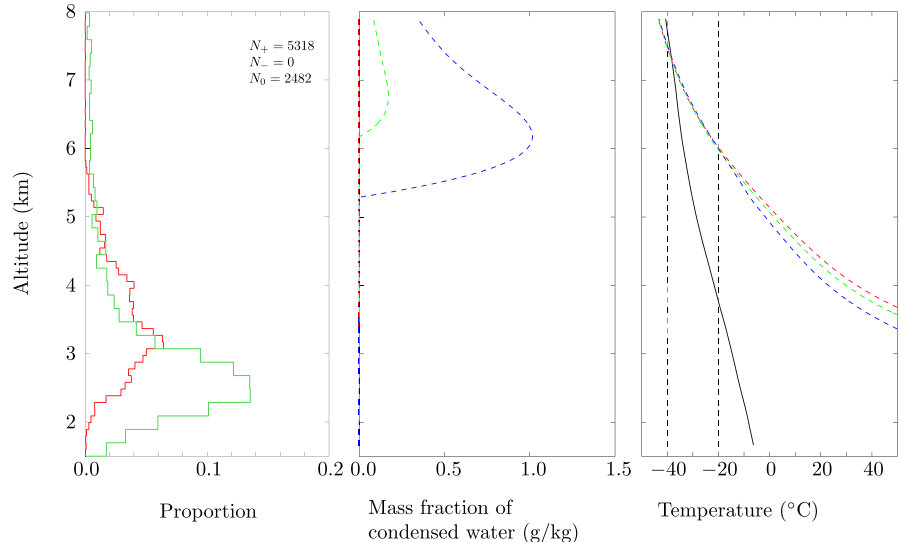 8
7
6
5
4
3
2
Altitude (km)
N₊ = 5318
N₋ = 0
N₀ = 2482
0.0 0.1 0.2
Proportion
0.0 0.5 1.0 1.5
Mass fraction of
condensed water (g/kg)
−40 −20 0 20 40
Temperature (°C)